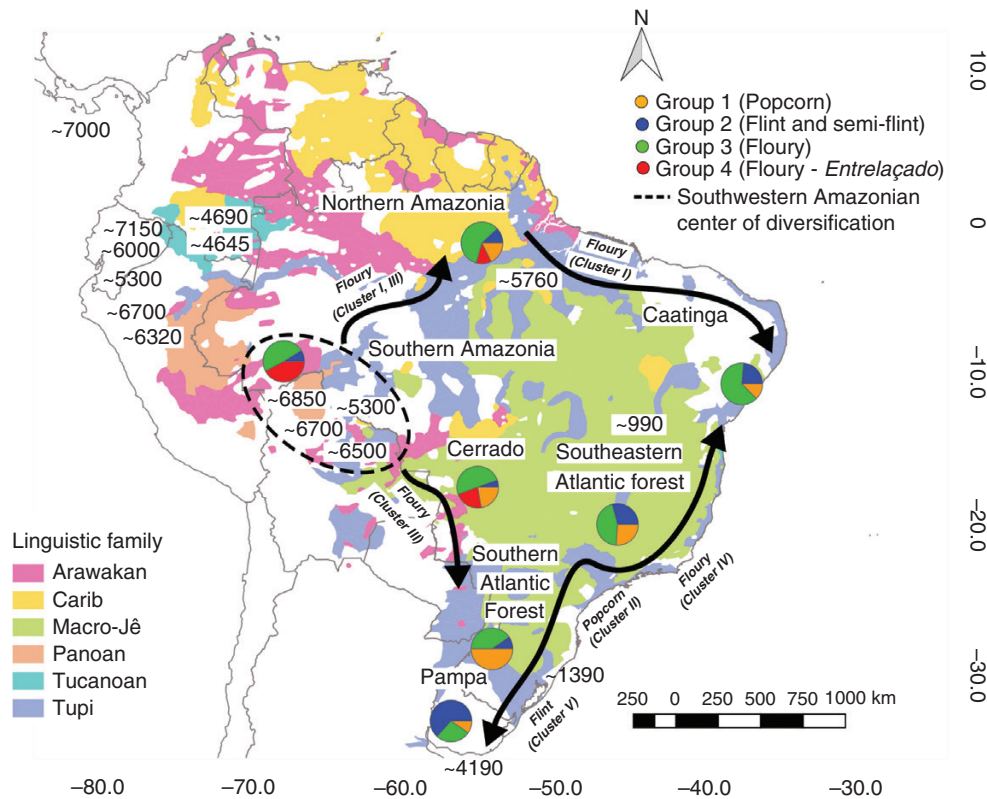 N
10.0
0
−10.0
−20.0
−30.0
Group 1 (Popcorn)
Group 2 (Flint and semi-flint)
Group 3 (Floury)
Group 4 (Floury - Entrelaçado)
Southwestern Amazonian
center of diversification
~7000
Northern Amazonia
~4690
~7150
~4645
~6000
~5300
~6700
~6320
Floury
(Cluster I, III)
Floury
(Cluster I)
~5760
Caatinga
Southern Amazonia
~6850
~5300
~6700
~6500
~990
Cerrado
Southeastern
Atlantic forest
Floury
(Cluster III)
Southern
Atlantic
Forest
Popcorn
(Cluster II)
Floury
(Cluster IV)
Pampa
~1390
Flint
(Cluster V)
~4190
Linguistic family
Arawakan
Carib
Macro-Jê
Panoan
Tucanoan
Tupi
250 0 250 500 750 1000 km
−80.0 −70.0 −60.0 −50.0 −40.0 −30.0